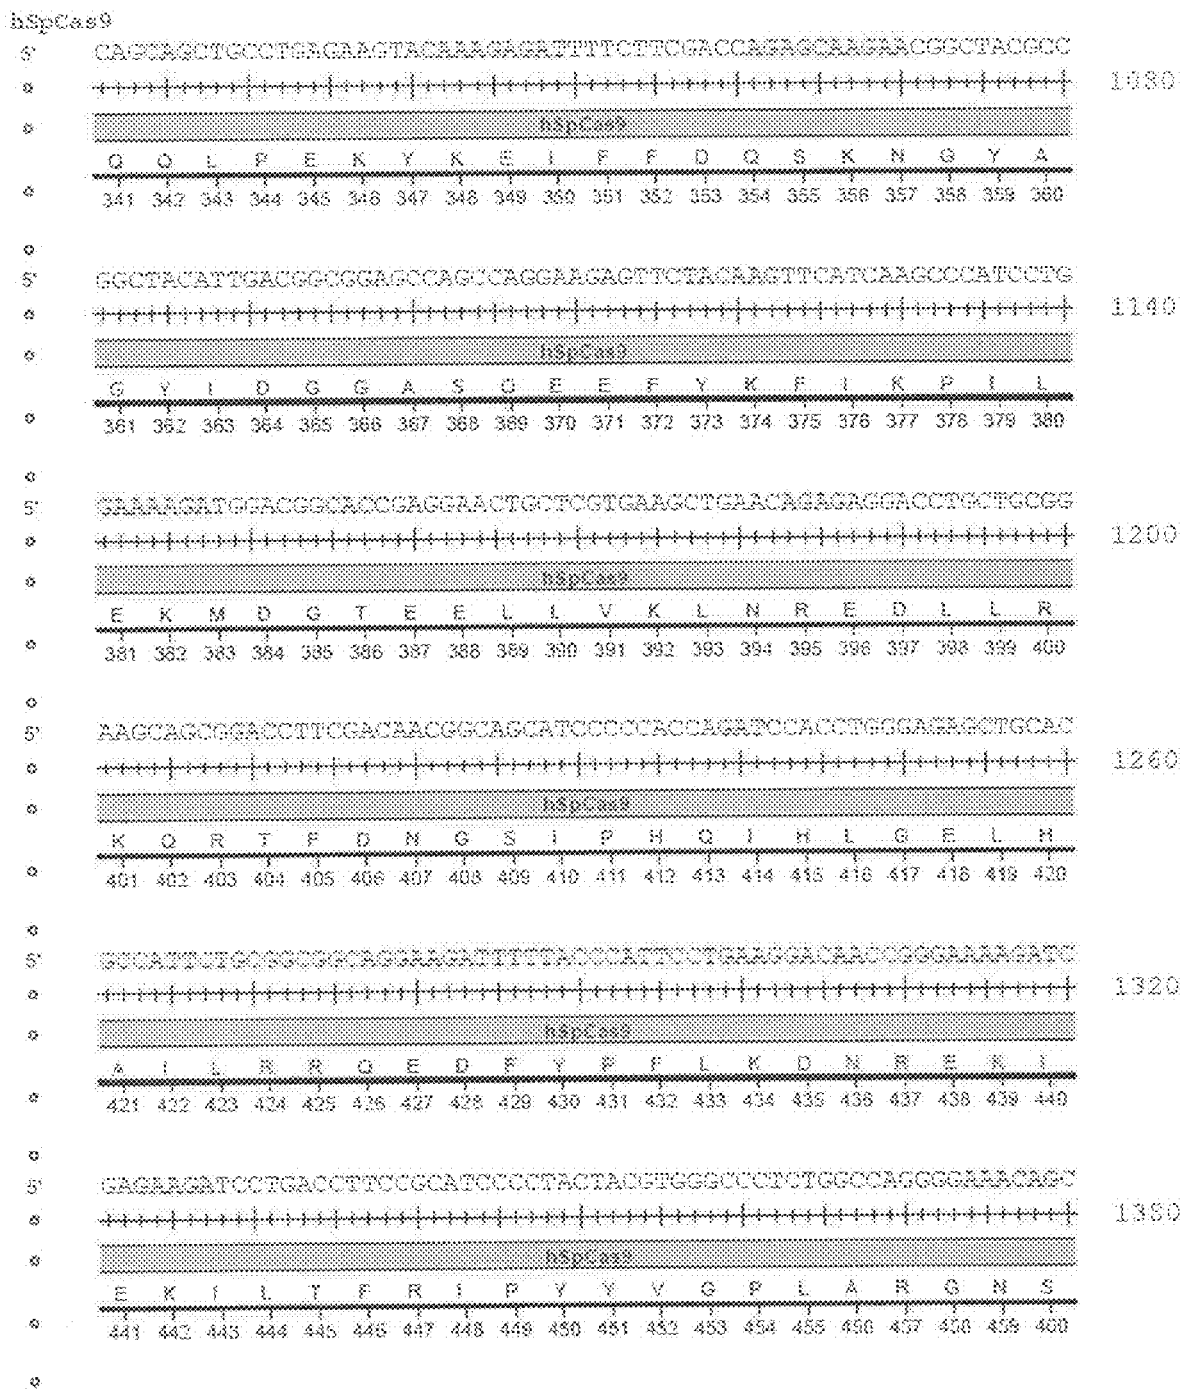 hSpCas9
5' CAGCAGCTGCCTGAGAAGTACAAAGAGATTTTCTTCGACCAGAGCAAGAACGGCTACGCC
1080
hSpCas9
Q Q L P E K Y K E I F F D Q S K N G Y A
341 342 343 344 345 346 347 348 349 350 351 352 353 354 355 356 357 358 359 360
5' GGCTACATTGACGGCGGAGCCAGCCAGGAAGAGTTCTACAAGTTCATCAAGCCCATCCTG
1140
hSpCas9
G Y I D G G A S Q E E F Y K F I K P I L
361 362 363 364 365 366 367 368 369 370 371 372 373 374 375 376 377 378 379 380
5' GAAAAGATGGACGGCACCGAGGAACTGCTCGTGAAGCTGAACAGAGAGGACCTGCTGCGG
1200
hSpCas9
E K M D G T E E L L V K L N R E D L L R
381 382 383 384 385 386 387 388 389 390 391 392 393 394 395 396 397 398 399 400
5' AAGCAGCGGACCTTCGACAACGGCAGCATCCCCCACCAGATCCACCTGGGAGAGCTGCAC
1260
hSpCas9
K Q R T F D N G S I P H Q I H L G E L H
401 402 403 404 405 406 407 408 409 410 411 412 413 414 415 416 417 418 419 420
5' GCCATTCTGCGGCGGCAGGAAGATTTTTACCCATTCCTGAAGGACAACCGGGAAAAGATC
1320
hSpCas9
A I L R R Q E D F Y P F L K D N R E K I
421 422 423 424 425 426 427 428 429 430 431 432 433 434 435 436 437 438 439 440
5' GAGAAGATCCTGACCTTCCGCATCCCCTACTACGTGGGCCCTCTGGCCAGGGGAAACAGC
1380
hSpCas9
E K I L T F R I P Y Y V G P L A R G N S
441 442 443 444 445 446 447 448 449 450 451 452 453 454 455 456 457 458 459 460